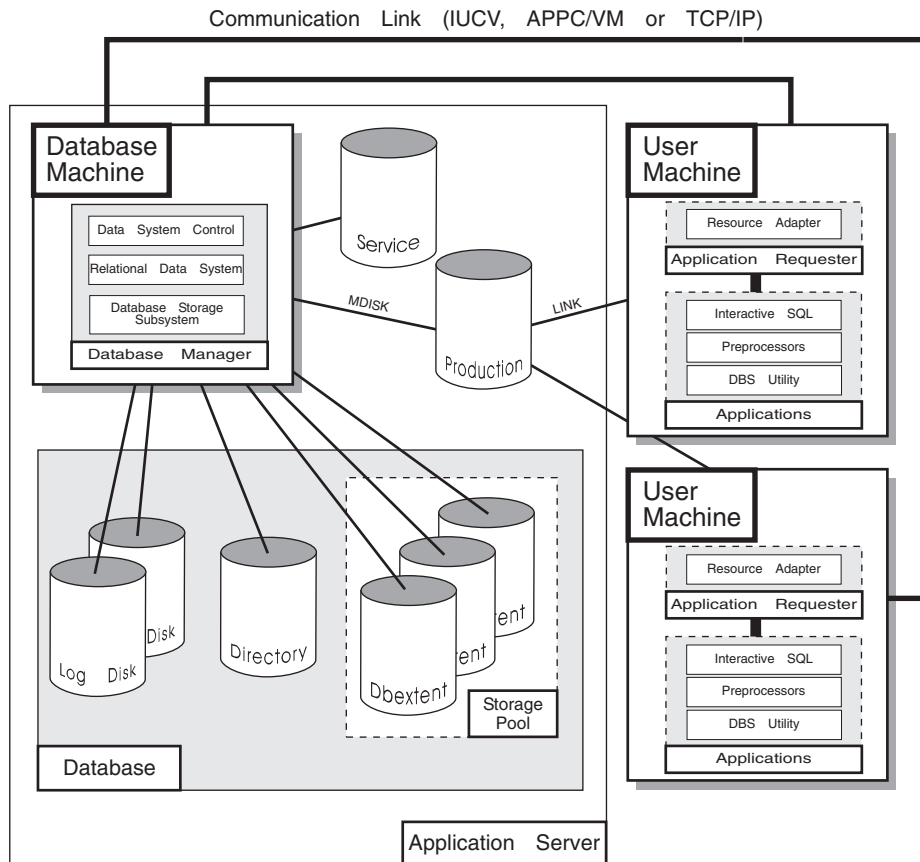 Communication Link (IUCV, APPC/VM or TCP/IP)
Database
Machine
Data System Control
Relational Data System
Database Storage
Subsystem
Database Manager
Service
MDISK
Production
LINK
User
Machine
Resource Adapter
Application Requester
Interactive SQL
Preprocessors
DBS Utility
Applications
User
Machine
Resource Adapter
Application Requester
Interactive SQL
Preprocessors
DBS Utility
Applications
Log Disk
Disk
Directory
Dbextent
tent
tent
Storage
Pool
Database
Application Server